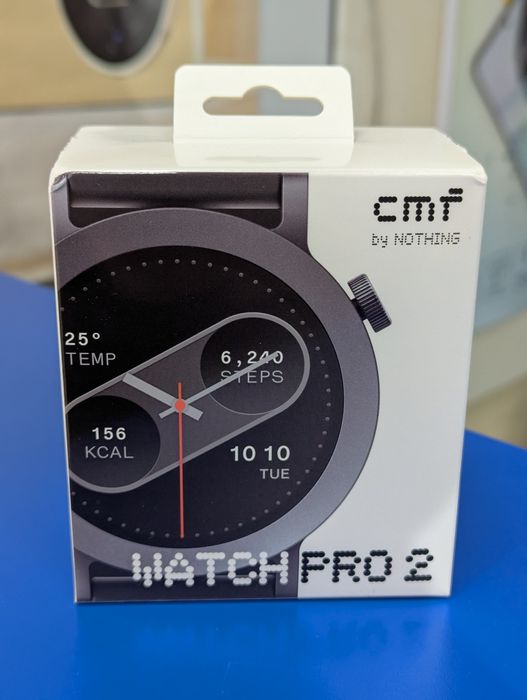 cmf
by NOTHING
25°
TEMP
6,240
STEPS
156
KCAL
10 10
TUE
WATCH PRO 2